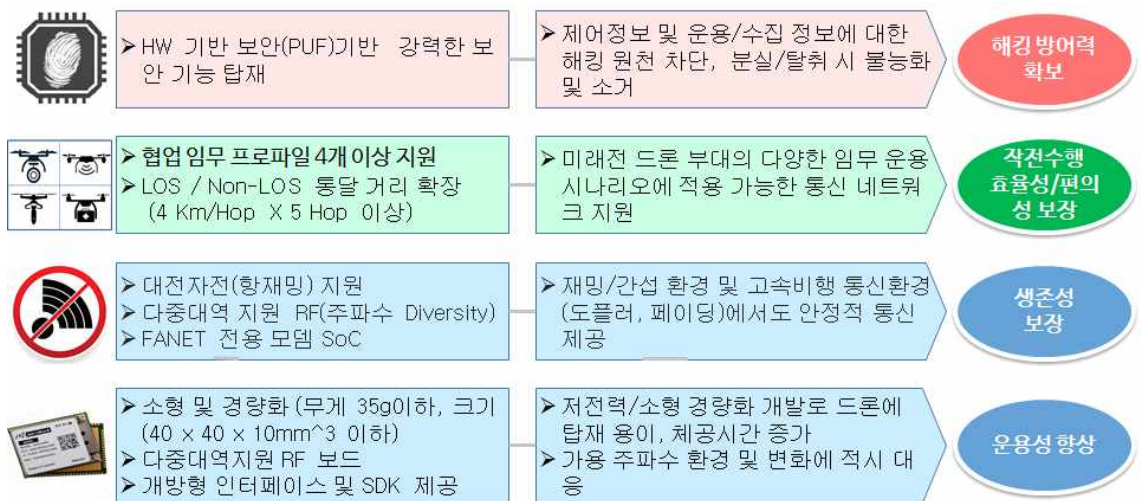 ➤ HW 기반 보안(PUF)기반 강력한 보
안 기능 탑재
➤ 제어정보 및 운용/수집 정보에 대한
해킹 원천 차단, 분실/탈취 시 불능화
및 소거
해킹 방어력
확보
➤ 협업 임무 프로파일 4개 이상 지원
➤ LOS / Non-LOS 통달 거리 확장
(4 Km/Hop X 5 Hop 이상)
➤ 미래전 드론 부대의 다양한 임무 운용
시나리오에 적용 가능한 통신 네트워
크 지원
작전수행
효율성/편의
성 보장
➤ 대전자전(항재밍) 지원
➤ 다중대역 지원 RF(주파수 Diversity)
➤ FANET 전용 모뎀 SoC
➤ 재밍/간섭 환경 및 고속비행 통신환경
(도플러, 페이딩)에서도 안정적 통신
제공
생존성
보장
➤ 소형 및 경량화 (무게 35g이하, 크기
(40 x 40 x 10mm^3 이하)
➤ 다중대역지원 RF 보드
➤ 개방형 인터페이스 및 SDK 제공
➤ 저전력/소형 경량화 개발로 드론에
탑재 용이, 체공시간 증가
➤ 가용 주파수 환경 및 변화에 적시 대
응
운용성 향상